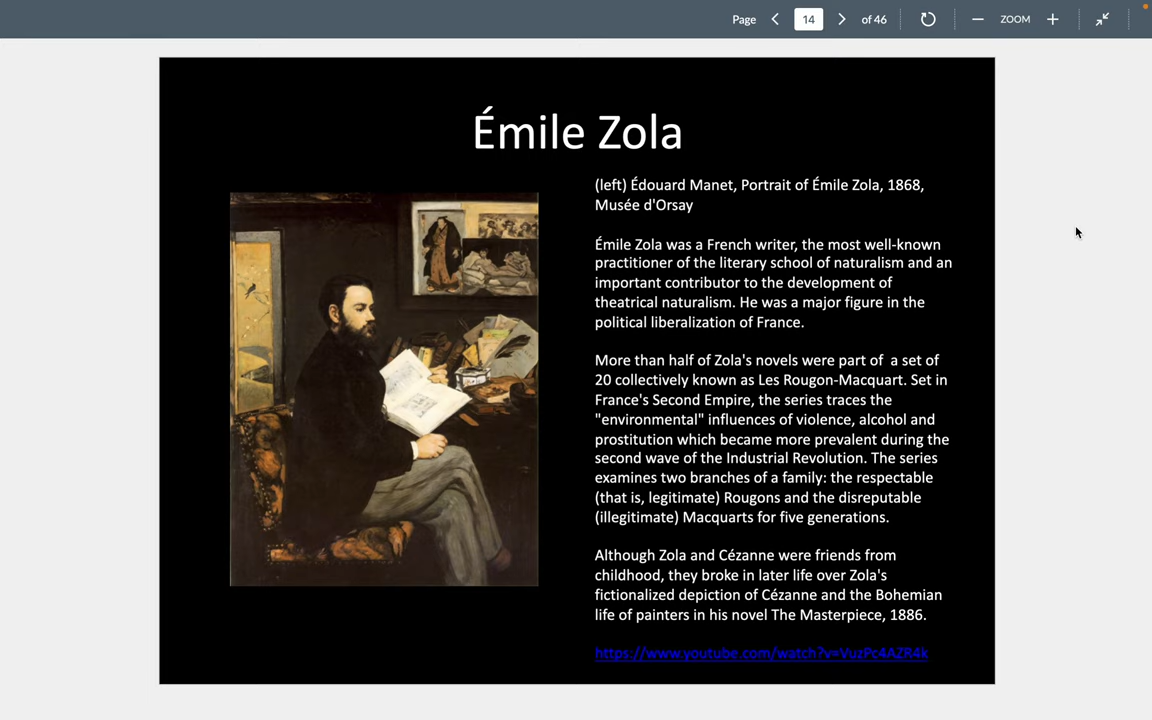 Page 14 of 46 ZOOM
Émile Zola
(left) Édouard Manet, Portrait of Émile Zola, 1868,
Musée d'Orsay
Émile Zola was a French writer, the most well-known
practitioner of the literary school of naturalism and an
important contributor to the development of
theatrical naturalism. He was a major figure in the
political liberalization of France.
More than half of Zola's novels were part of  a set of
20 collectively known as Les Rougon-Macquart. Set in
France's Second Empire, the series traces the
"environmental" influences of violence, alcohol and
prostitution which became more prevalent during the
second wave of the Industrial Revolution. The series
examines two branches of a family: the respectable
(that is, legitimate) Rougons and the disreputable
(illegitimate) Macquarts for five generations.
Although Zola and Cézanne were friends from
childhood, they broke in later life over Zola's
fictionalized depiction of Cézanne and the Bohemian
life of painters in his novel The Masterpiece, 1886.
https://www.youtube.com/watch?v=VuzPc4AZR4k